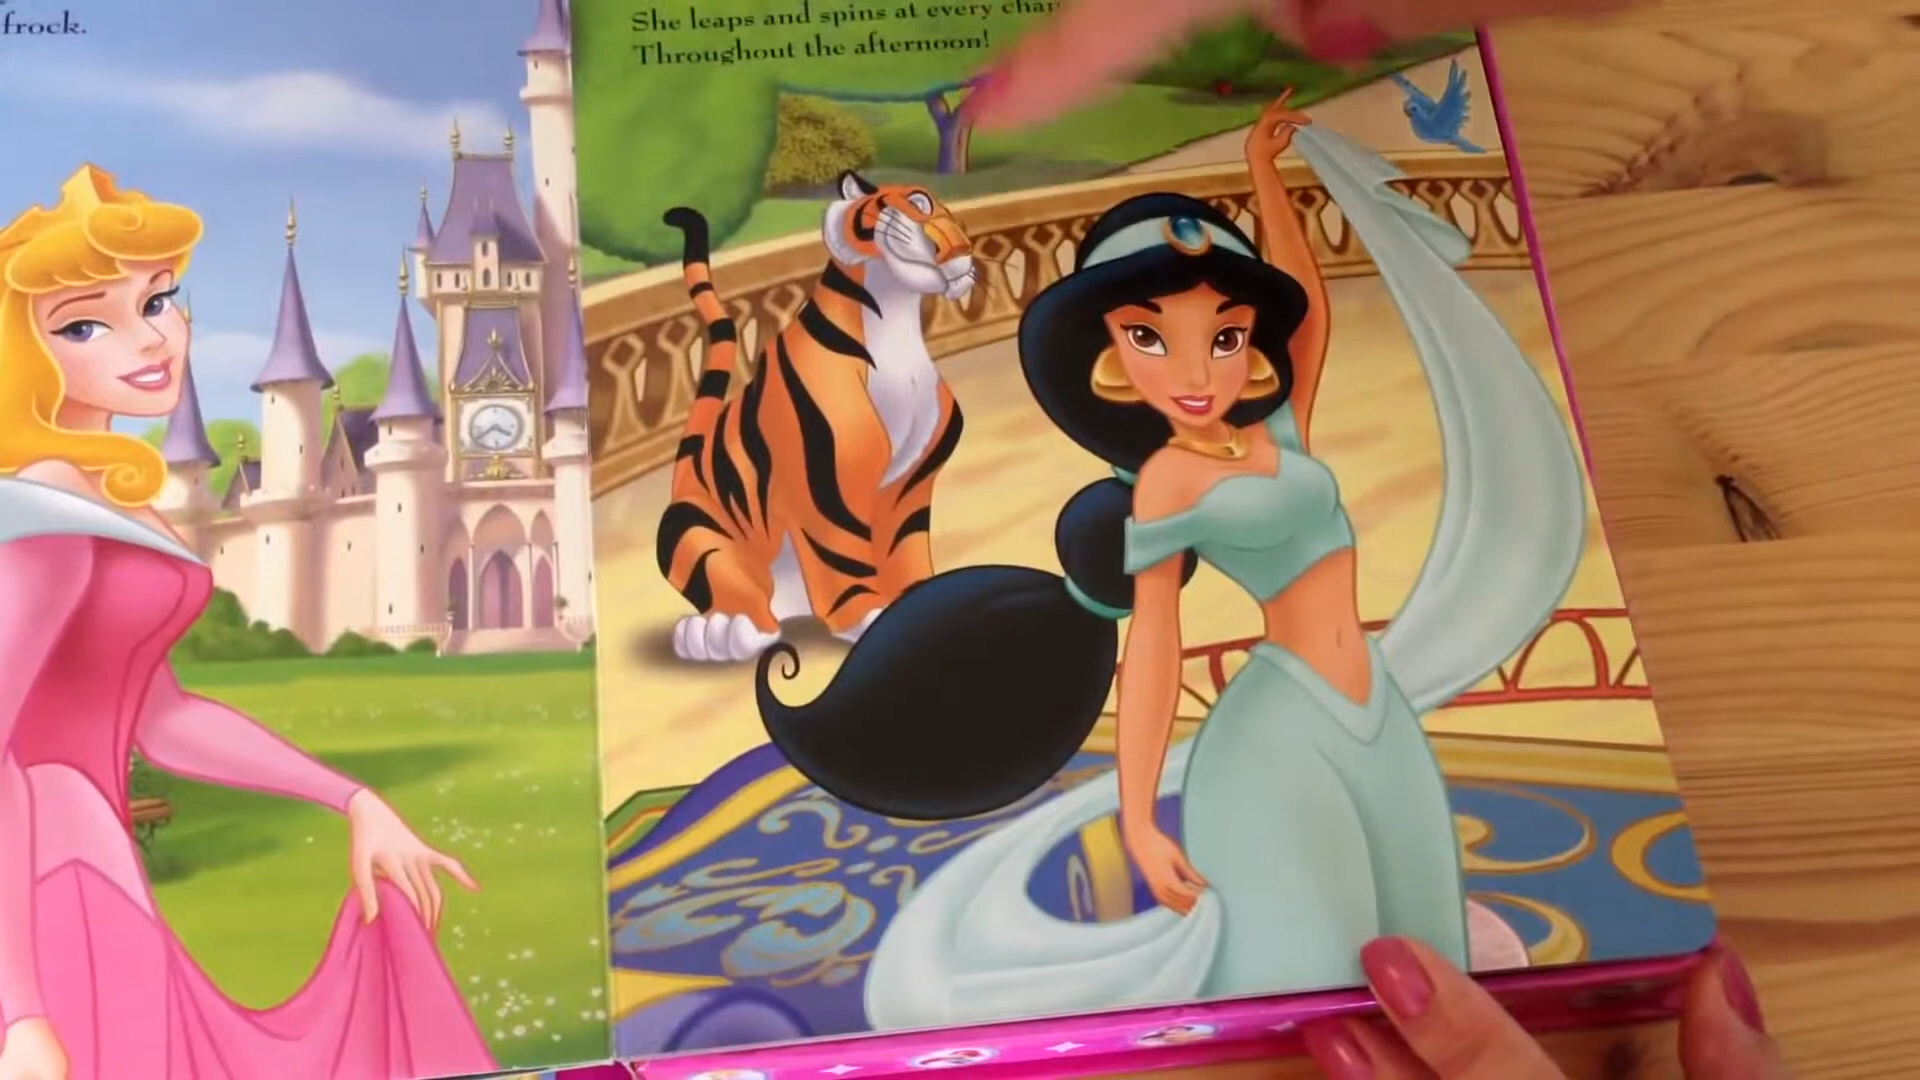 frock.
She leaps and spins at every
Throughout the afternoon!